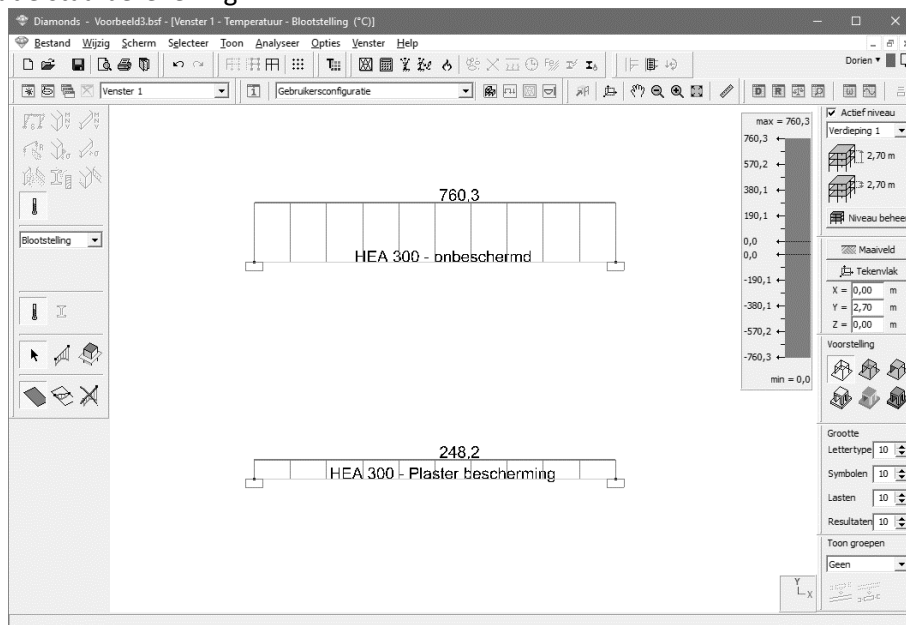 Diamonds - Voorbeeld3.bsf - [Venster 1 - Temperatuur - Blootstelling (°C)]
Bestand Wijzig Scherm Selecteer Toon Analyseer Opties Venster Help
Dorien
Venster 1
Gebruikersconfiguratie
Blootstelling
760,3
HEA 300 - onbeschermd
248,2
HEA 300 - Plaster bescherming
max = 760,3
760,3
570,2
380,1
190,1
0,0
0,0
-190,1
-380,1
-570,2
-760,3
min = 0,0
Actief niveau
Verdieping 1
2,70 m
2,70 m
Niveau beheer
Maaiveld
Tekenvlak
X = 0,00 m
Y = 2,70 m
Z = 0,00 m
Voorstelling
Grootte
Lettertype 10
Symbolen 10
Lasten 10
Resultaten 10
Toon groepen
Geen
Y
X